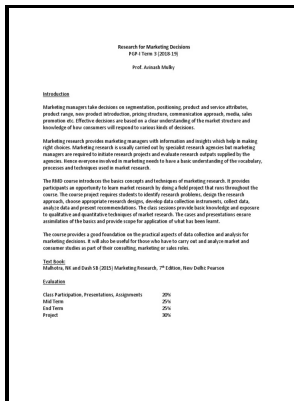 Research for Marketing Decisions
PGP-I Term 3 (2018-19)
Prof. Avinash Mulky
Introduction
Marketing managers take decisions on segmentation, positioning, product and service attributes,
product range, new product introduction, pricing structure, communication approach, media, sales
promotion etc. Effective decisions are based on a clear understanding of the market structure and
knowledge of how consumers will respond to various kinds of decisions.
Marketing research provides marketing managers with information and insights which help in making
right choices. Marketing research is usually carried out by specialist research agencies but marketing
managers are required to initiate research projects and evaluate research outputs supplied by the
agencies. Hence everyone involved in marketing needs to have a basic understanding of the vocabulary,
processes and techniques used in market research.
The RMD course introduces the basics concepts and techniques of marketing research. It provides
participants an opportunity to learn market research by doing a field project that runs throughout the
course. The course project requires students to identify research problems, design the research
approach, choose appropriate research designs, develop data collection instruments, collect data,
analyze data and present recommendations. The class sessions provide basic knowledge and exposure
to qualitative and quantitative techniques of market research. The cases and presentations ensure
assimilation of the basics and provide scope for application of what has been learnt.
The course provides a good foundation on the practical aspects of data collection and analysis for
marketing decisions. It will also be useful for those who have to carry out and analyze market and
consumer studies as part of their consulting, marketing or sales roles.
Text Book:
Malhotra, NK and Dash SB (2015) Marketing Research, 7th Edition, New Delhi: Pearson
Evaluation
Class Participation, Presentations, Assignments 20%
Mid Term 25%
End Term 25%
Project 30%